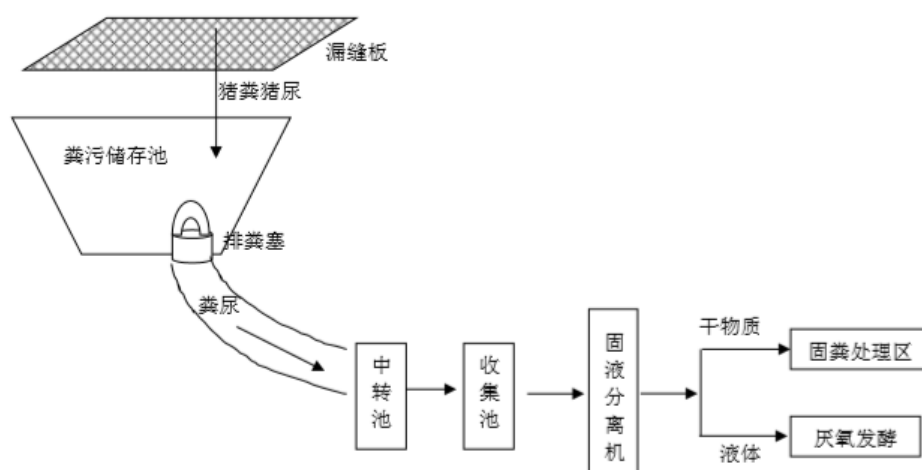 漏缝板
猪粪猪尿
粪污储存池
排粪塞
粪尿
中转池
收集池
固液分离机
干物质
固粪处理区
液体
厌氧发酵